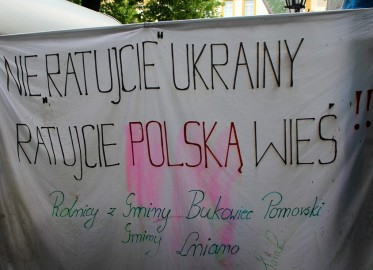 NIE „RATUJCIE” UKRAINY
RATUJCIE POLSKĄ WIEŚ !!
Rolnicy z Gminy Bukowiec Pomorski
Gminy Lniano